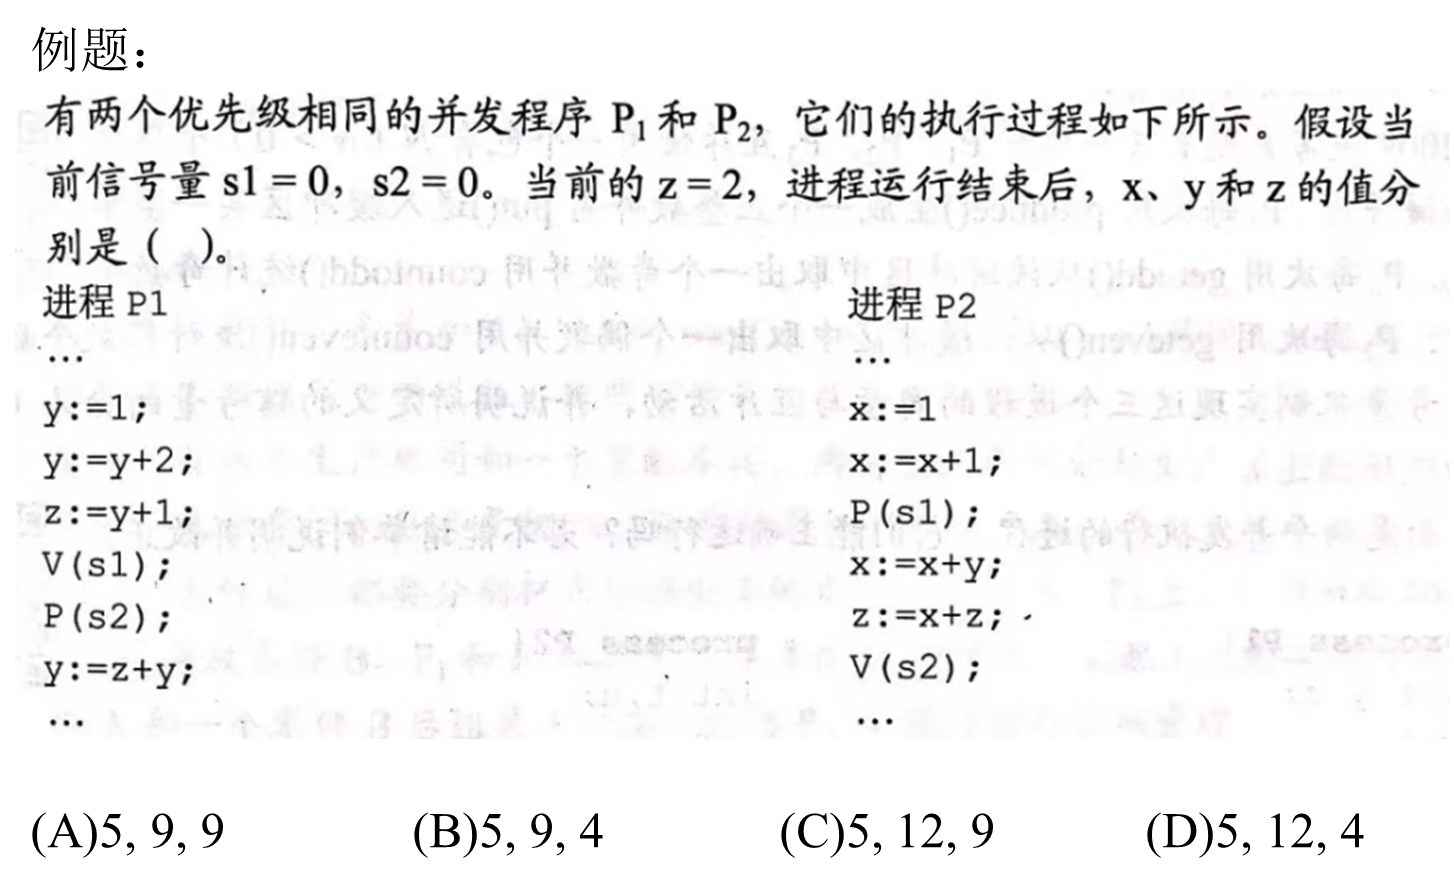 例题：
有两个优先级相同的并发程序 P₁ 和 P₂，它们的执行过程如下所示。假设当
前信号量 s1 = 0，s2 = 0。当前的 z = 2，进程运行结束后，x、y 和 z 的值分
别是（ ）。
进程 P1
…
y:=1;
y:=y+2;
z:=y+1;
V(s1);
P(s2);
y:=z+y;
…
进程 P2
…
x:=1
x:=x+1;
P(s1);
x:=x+y;
z:=x+z;
V(s2);
…
(A)5, 9, 9 (B)5, 9, 4 (C)5, 12, 9 (D)5, 12, 4